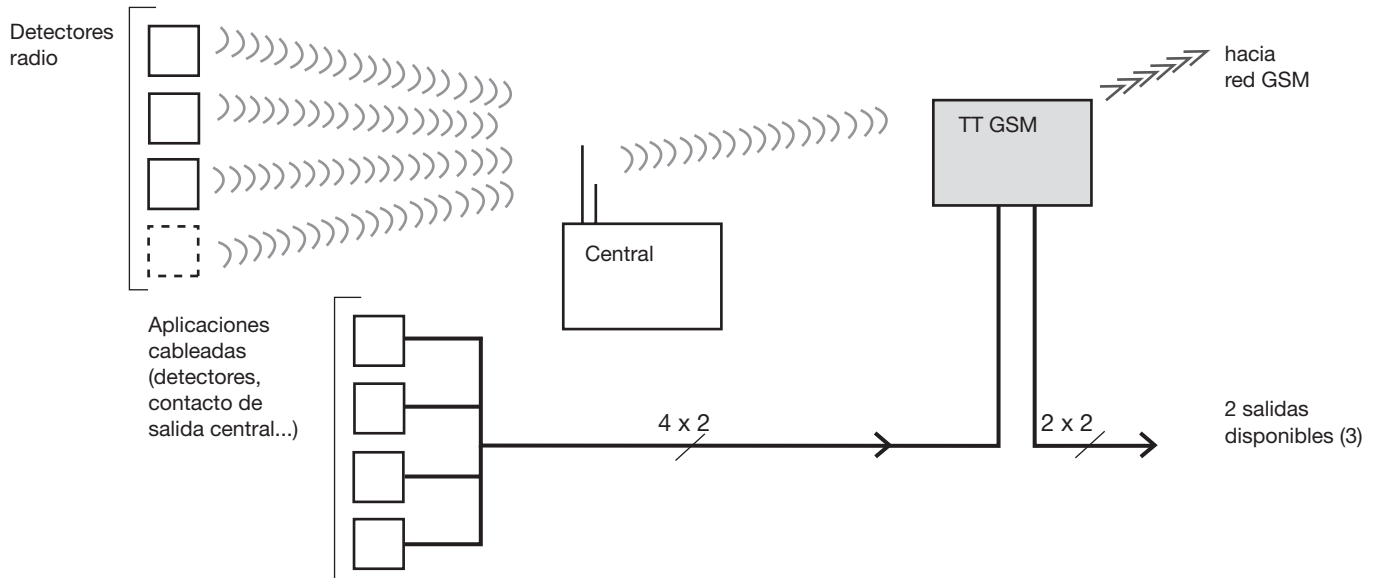 Detectores
radio
hacia
red GSM
TT GSM
Central
Aplicaciones
cableadas
(detectores,
contacto de
salida central...)
4 x 2
2 x 2
2 salidas
disponibles (3)